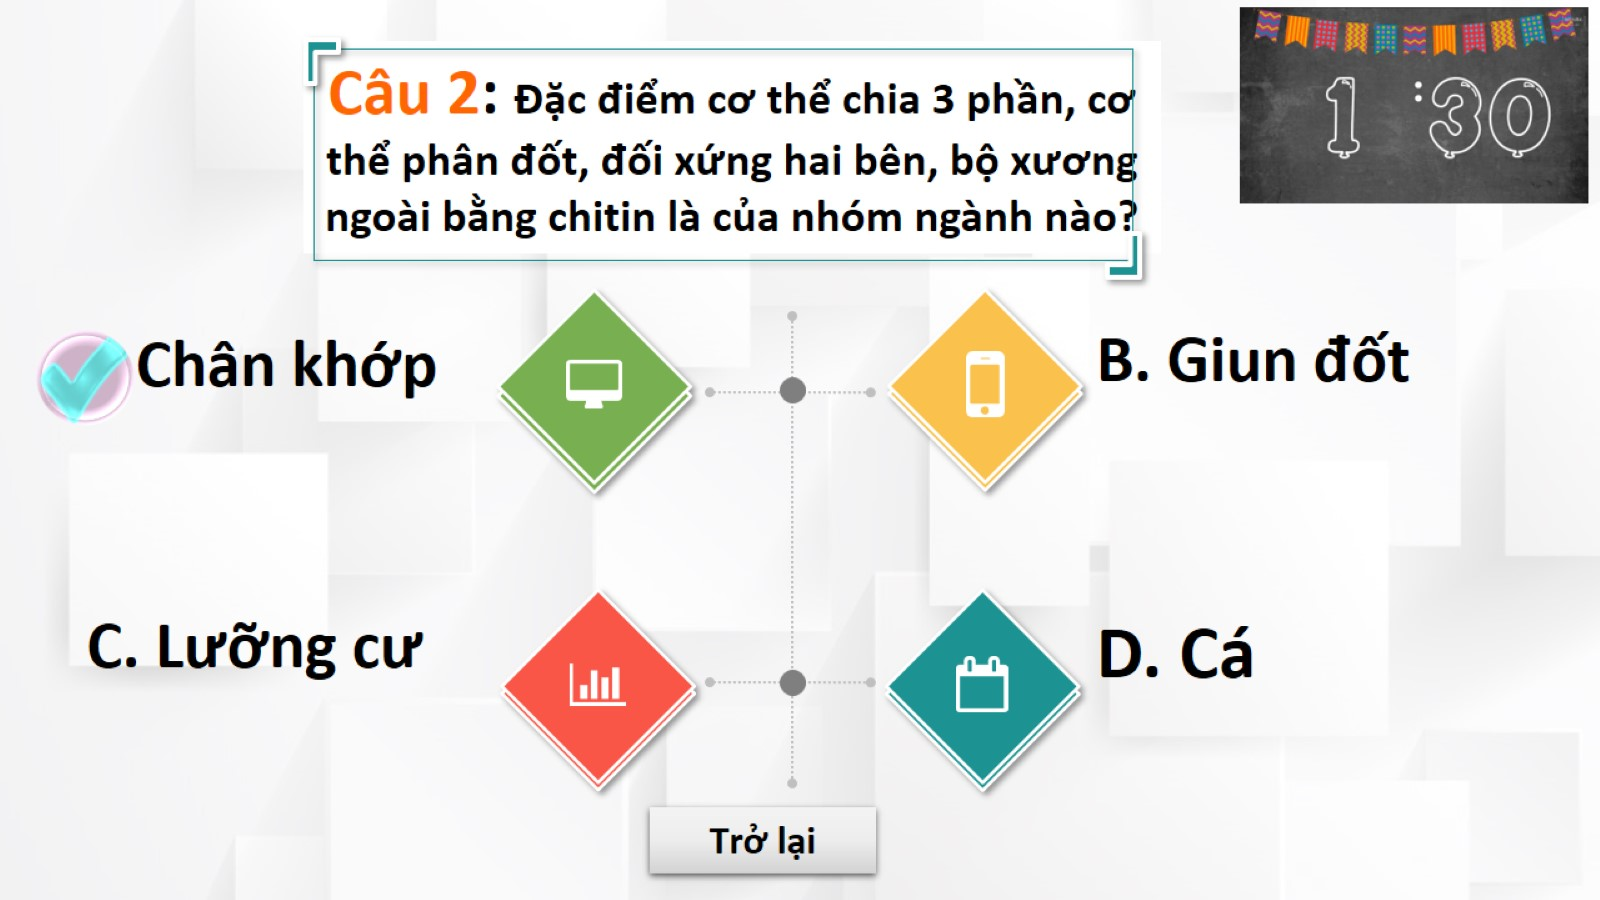 Câu 2: Đặc điểm cơ thể chia 3 phần, cơ
thể phân đốt, đối xứng hai bên, bộ xương
ngoài bằng chitin là của nhóm ngành nào?
1 :30
Chân khớp
B. Giun đốt
C. Lưỡng cư
D. Cá
Trở lại